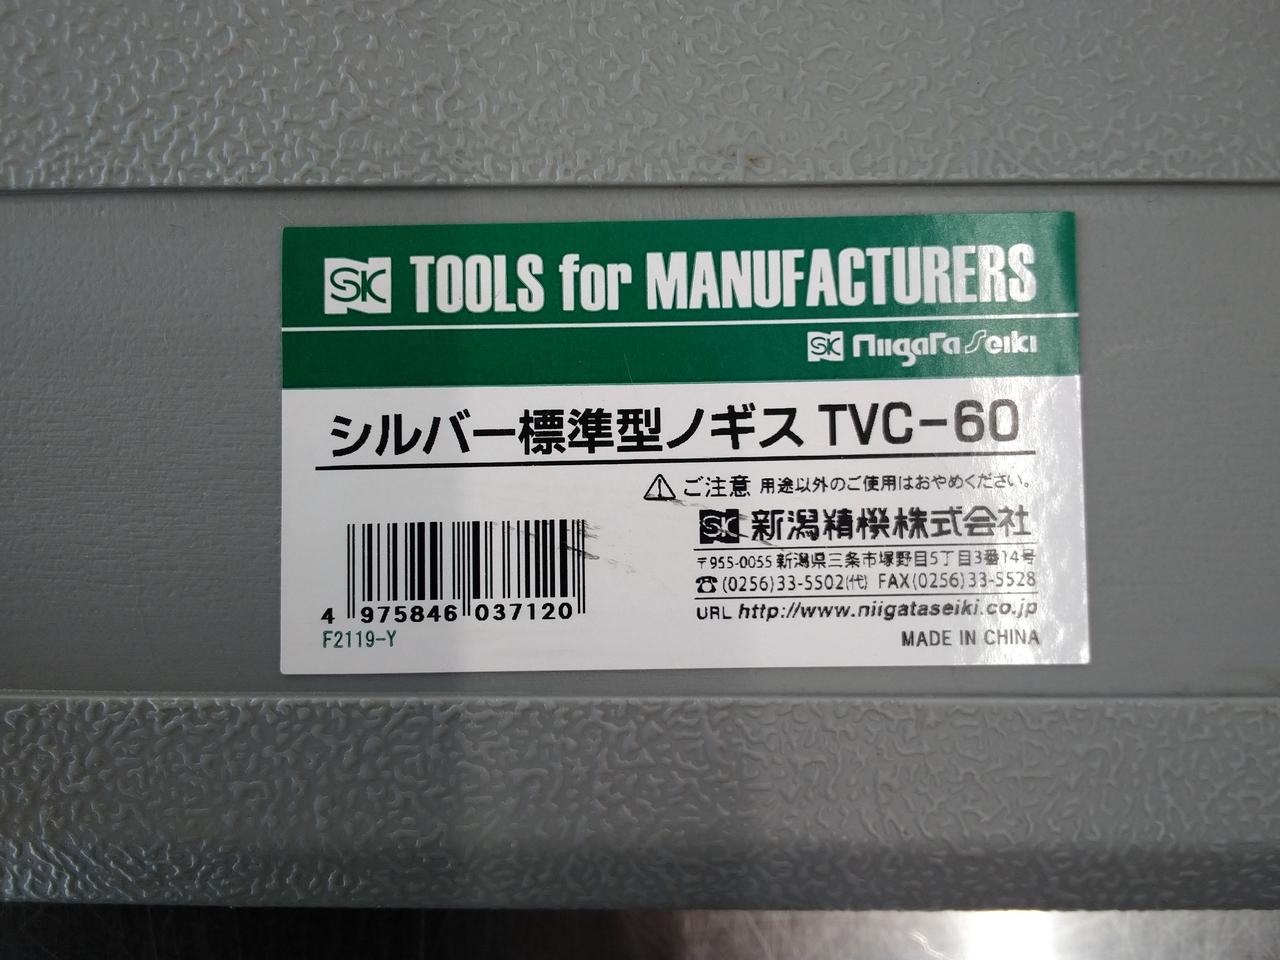 SK TOOLS for MANUFACTURERS
SK niigata seiki
シルバー標準型ノギス TVC-60
ご注意 用途以外のご使用はおやめください。
SK 新潟精機株式会社
〒955-0055 新潟県三条市塚野目5丁目3番14号
☎(0256)33-5502(代) FAX(0256)33-5528
URL http://www.niigataseiki.co.jp
4 975846 037120
F2119-Y
MADE IN CHINA